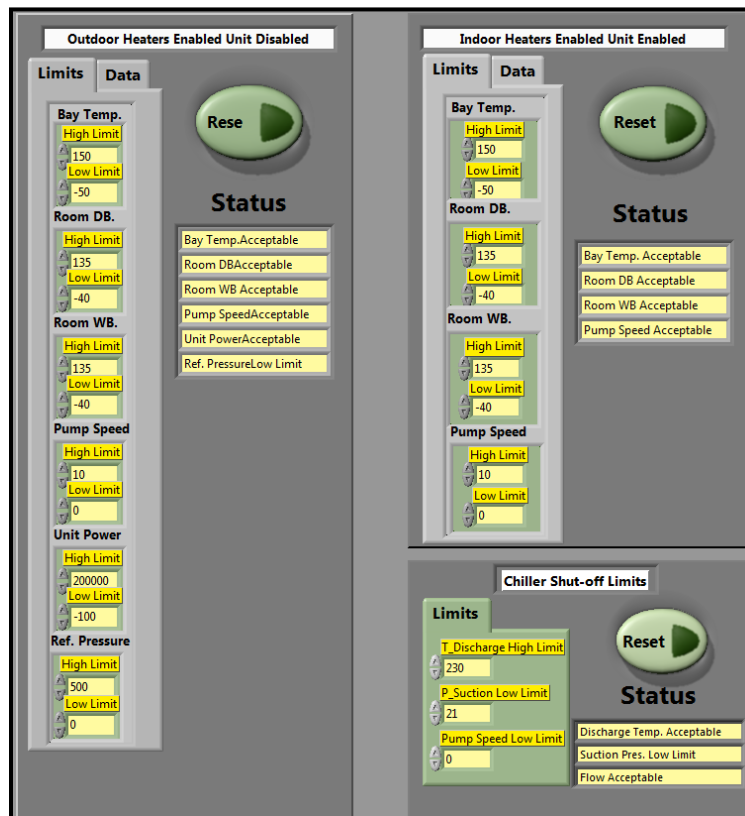 Outdoor Heaters Enabled Unit Disabled
Limits Data
Bay Temp.
High Limit
150
Low Limit
-50
Room DB.
High Limit
135
Low Limit
-40
Room WB.
High Limit
135
Low Limit
-40
Pump Speed
High Limit
10
Low Limit
0
Unit Power
High Limit
200000
Low Limit
-100
Ref. Pressure
High Limit
500
Low Limit
0
Rese
Status
Bay Temp.Acceptable
Room DBAcceptable
Room WB Acceptable
Pump SpeedAcceptable
Unit PowerAcceptable
Ref. PressureLow Limit
Indoor Heaters Enabled Unit Enabled
Limits Data
Bay Temp.
High Limit
150
Low Limit
-50
Room DB.
High Limit
135
Low Limit
-40
Room WB.
High Limit
135
Low Limit
-40
Pump Speed
High Limit
10
Low Limit
0
Reset
Status
Bay Temp. Acceptable
Room DB Acceptable
Room WB Acceptable
Pump Speed Acceptable
Chiller Shut-off Limits
Limits
T_Discharge High Limit
230
P_Suction Low Limit
21
Pump Speed Low Limit
0
Reset
Status
Discharge Temp. Acceptable
Suction Pres. Low Limit
Flow Acceptable